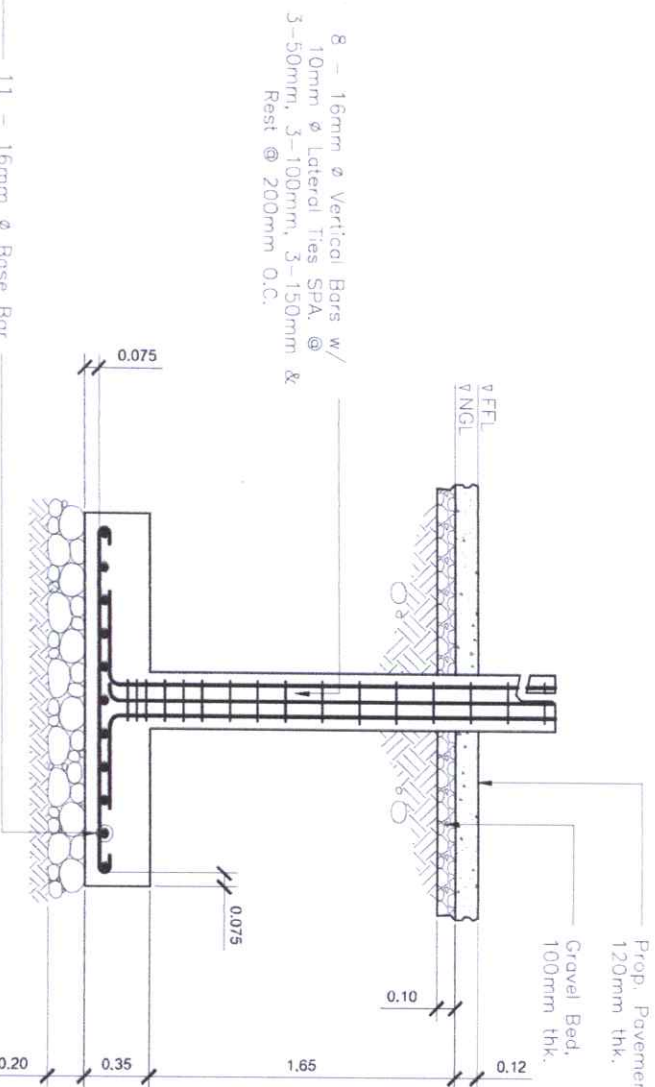 8 - 16mm ø Vertical Bars w/
10mm ø Lateral Ties SPA. @
3-50mm, 3-100mm, 3-150mm &
Rest @ 200mm O.C.
11 - 16mm ø Base Bar
FFL
NGL
Prop.
120mm thk.
Gravel Bed,
100mm thk.
0.075
0.075
0.10
0.20
0.35
1.65
0.12